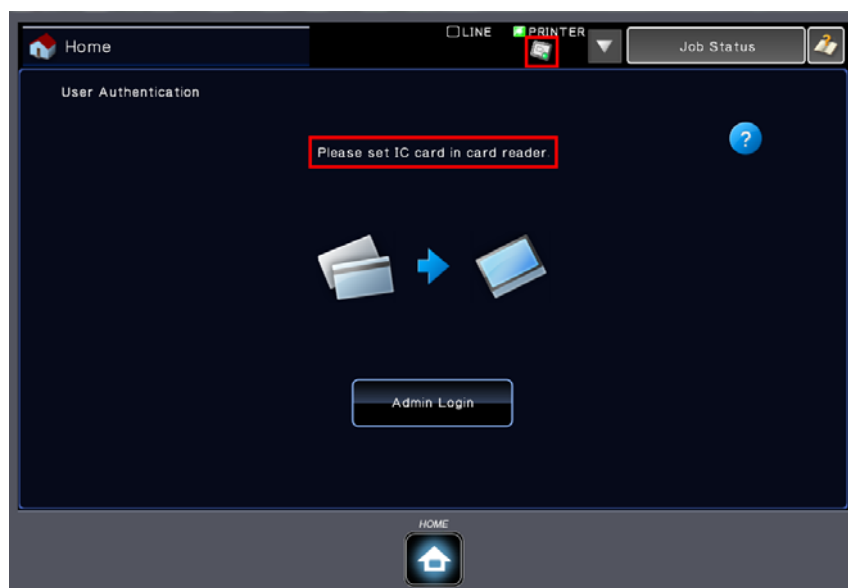 Home
LINE
PRINTER
Job Status
User Authentication
Please set IC card in card reader.
Admin Login
HOME